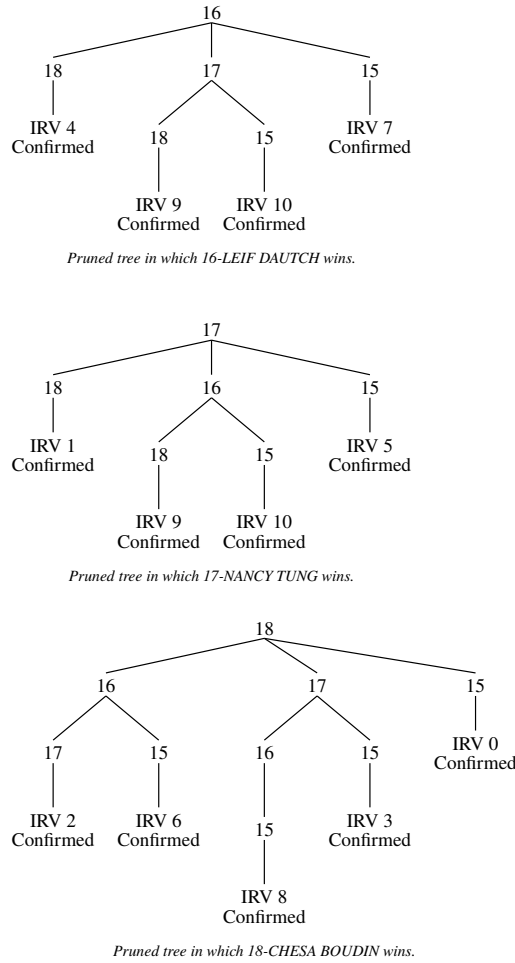 16
18 17 15
IRV 4 IRV 7
Confirmed Confirmed
18 15
IRV 9 IRV 10
Confirmed Confirmed
Pruned tree in which 16-LEIF DAUTCH wins.
17
18 16 15
IRV 1 IRV 5
Confirmed Confirmed
18 15
IRV 9 IRV 10
Confirmed Confirmed
Pruned tree in which 17-NANCY TUNG wins.
18
16 17 15
IRV 0
Confirmed
17 15 16 15
IRV 2 IRV 6 IRV 3
Confirmed Confirmed Confirmed
15
IRV 8
Confirmed
Pruned tree in which 18-CHESA BOUDIN wins.